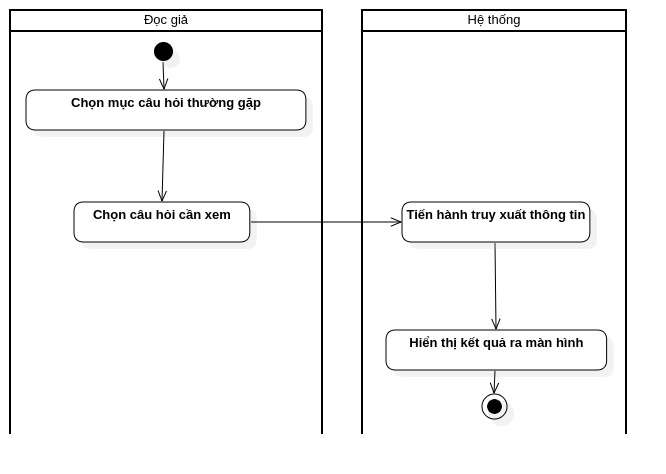 Đọc giả
Hệ thống
Chọn mục câu hỏi thường gặp
Chọn câu hỏi cần xem
Tiến hành truy xuất thông tin
Hiển thị kết quả ra màn hình